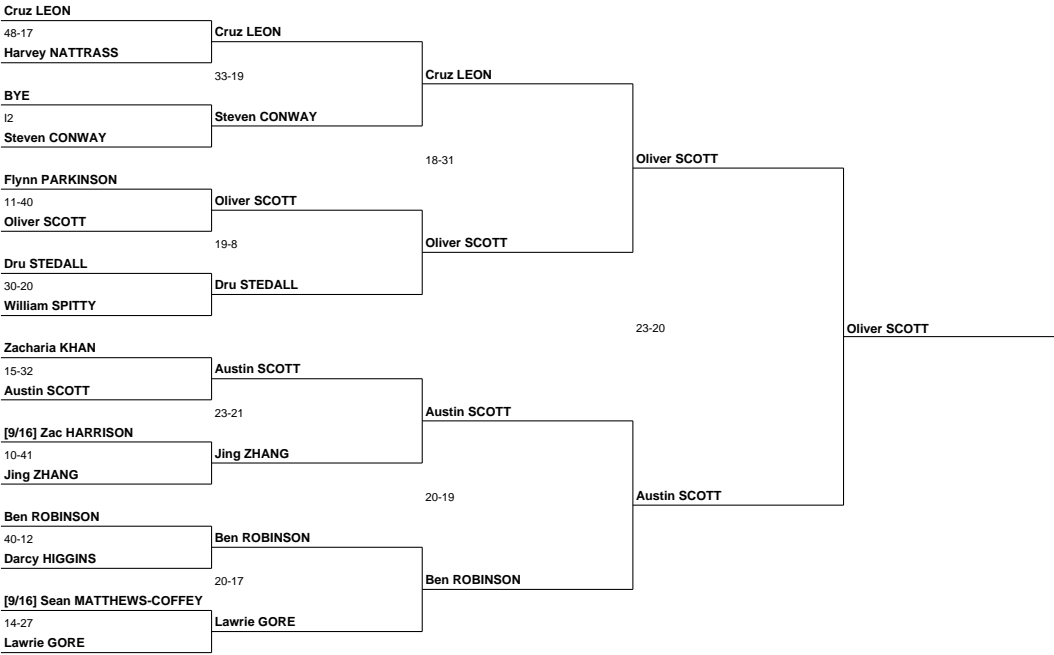 Cruz LEON
48-17
Harvey NATTRASS
Cruz LEON
33-19
BYE
I2
Steven CONWAY
Steven CONWAY
Cruz LEON
18-31
Flynn PARKINSON
11-40
Oliver SCOTT
Oliver SCOTT
19-8
Dru STEDALL
30-20
William SPITTY
Dru STEDALL
Oliver SCOTT
Oliver SCOTT
23-20
Oliver SCOTT
Zacharia KHAN
15-32
Austin SCOTT
Austin SCOTT
23-21
[9/16] Zac HARRISON
10-41
Jing ZHANG
Jing ZHANG
Austin SCOTT
20-19
Austin SCOTT
Ben ROBINSON
40-12
Darcy HIGGINS
Ben ROBINSON
20-17
[9/16] Sean MATTHEWS-COFFEY
14-27
Lawrie GORE
Lawrie GORE
Ben ROBINSON